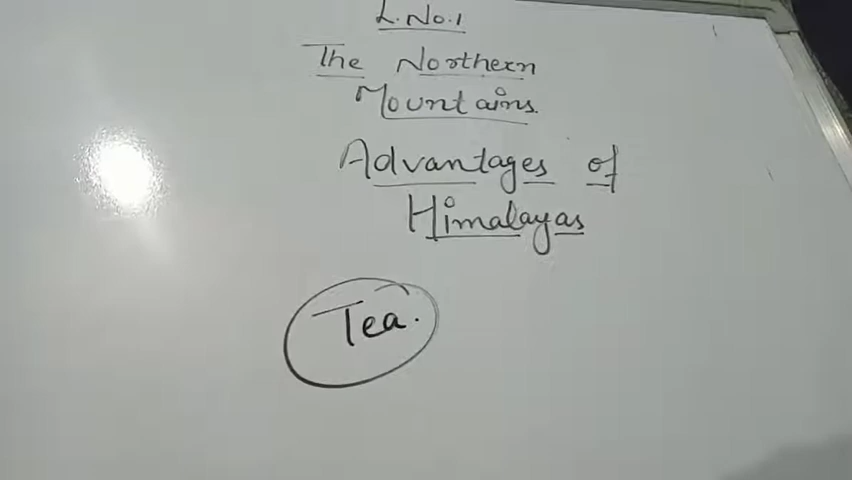 L.No.1
The Northern
Mountains.
Advantages of
Himalayas
Tea.